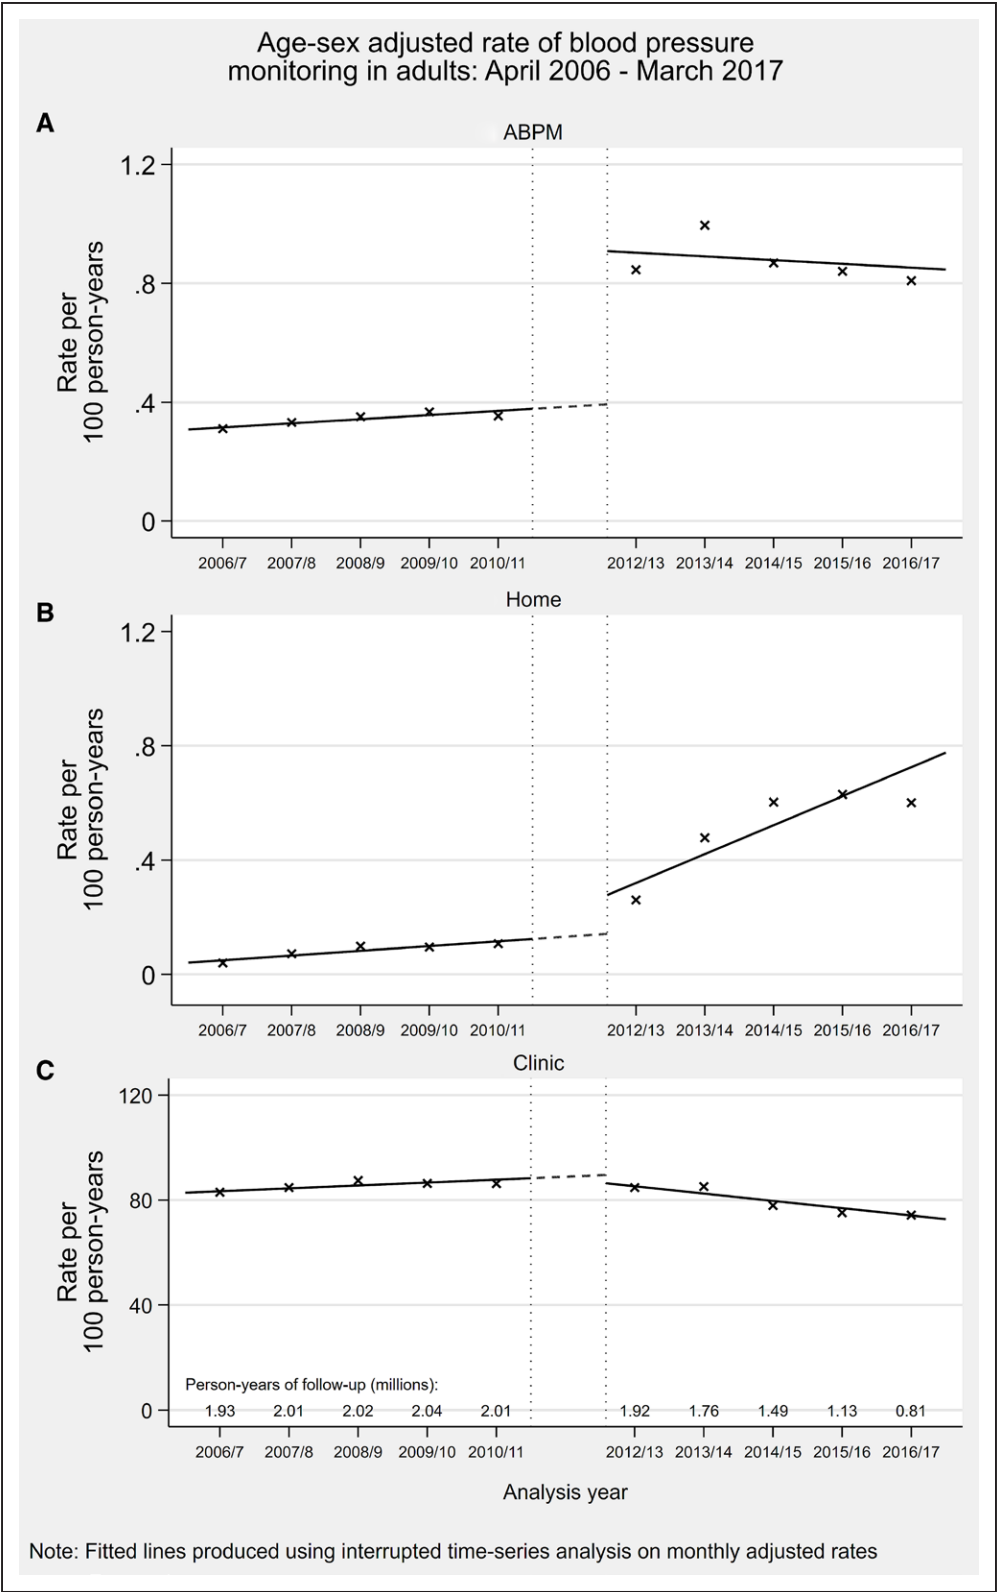 Age-sex adjusted rate of blood pressure
monitoring in adults: April 2006 - March 2017
A
ABPM
1.2
.8
.4
0
Rate per
100 person-years
2006/7 2007/8 2008/9 2009/10 2010/11 2012/13 2013/14 2014/15 2015/16 2016/17
B
Home
1.2
.8
.4
0
Rate per
100 person-years
2006/7 2007/8 2008/9 2009/10 2010/11 2012/13 2013/14 2014/15 2015/16 2016/17
C
Clinic
120
80
40
0
Rate per
100 person-years
Person-years of follow-up (millions):
1.93 2.01 2.02 2.04 2.01 1.92 1.76 1.49 1.13 0.81
2006/7 2007/8 2008/9 2009/10 2010/11 2012/13 2013/14 2014/15 2015/16 2016/17
Analysis year
Note: Fitted lines produced using interrupted time-series analysis on monthly adjusted rates